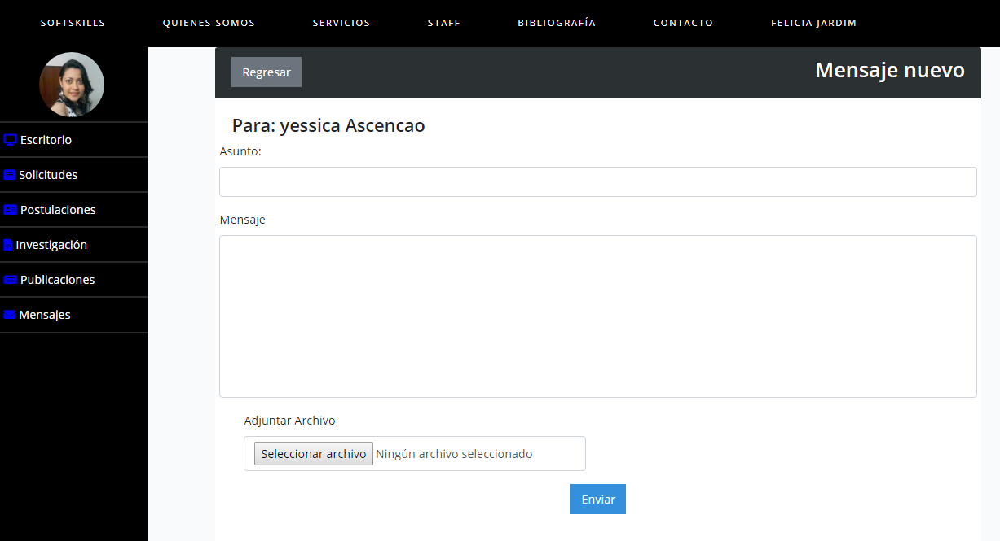 SOFTSKILLS QUIENES SOMOS SERVICIOS STAFF BIBLIOGRAFÍA CONTACTO FELICIA JARDIM
Regresar Mensaje nuevo
Escritorio
Solicitudes
Postulaciones
Investigación
Publicaciones
Mensajes
Para: yessica Ascencao
Asunto:
Mensaje
Adjuntar Archivo
Seleccionar archivo Ningún archivo seleccionado
Enviar